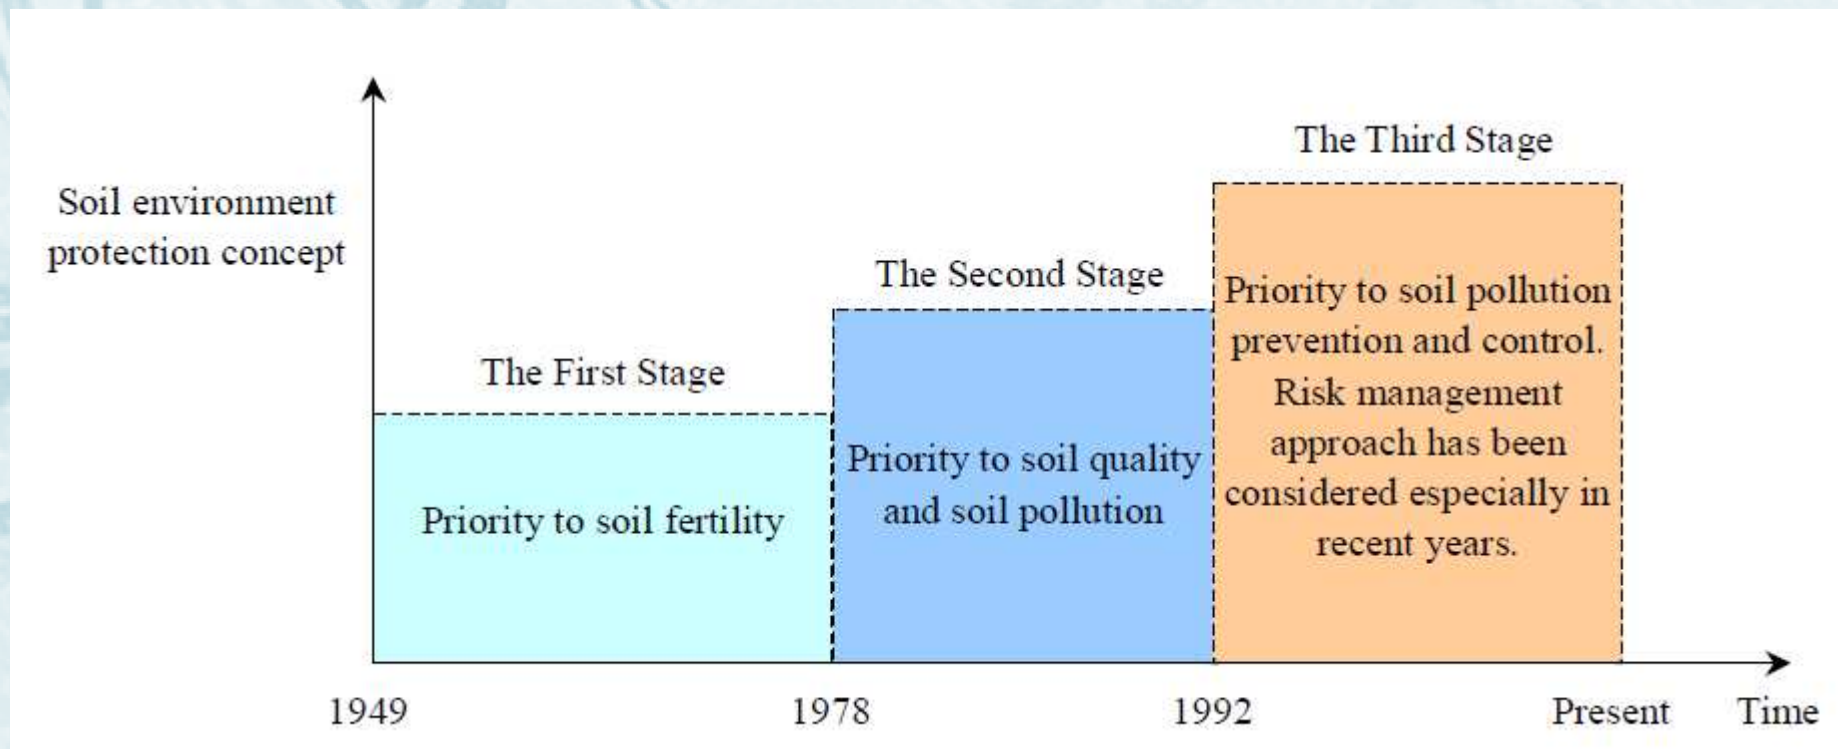 Soil environment
protection concept
The First Stage
Priority to soil fertility
The Second Stage
Priority to soil quality
and soil pollution
The Third Stage
Priority to soil pollution
prevention and control.
Risk management
approach has been
considered especially in
recent years.
1949
1978
1992
Present
Time